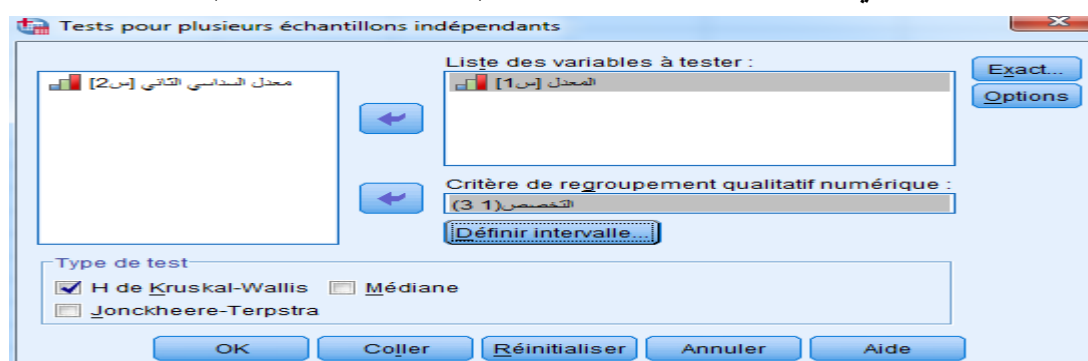 Tests pour plusieurs échantillons indépendants
معدل السداسي الثاني [س2]
Liste des variables à tester :
المعدل [س1]
Exact...
Options
Critère de regroupement qualitatif numérique :
التخصص(1 3)
Définir intervalle...
Type de test
H de Kruskal-Wallis Médiane
Jonckheere-Terpstra
OK Coller Réinitialiser Annuler Aide